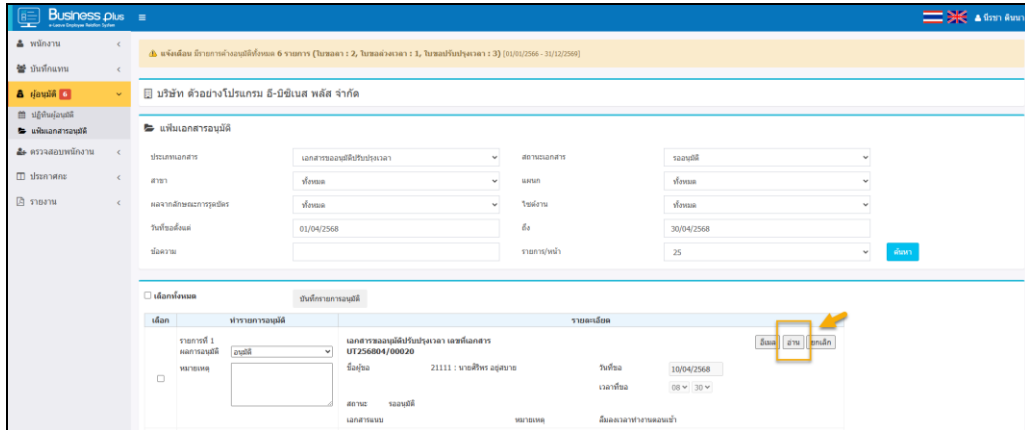 Business plus
e-Leave Employee Relation System
นิรชา ดินนา
พนักงาน
บันทึกแทน
ผู้อนุมัติ 6
ปฏิทินผู้อนุมัติ
แฟ้มเอกสารอนุมัติ
ตรวจสอบพนักงาน
ประกาศกะ
รายงาน
แจ้งเตือน มีรายการค้างอนุมัติทั้งหมด 6 รายการ (ใบขอลา : 2, ใบขอล่วงเวลา : 1, ใบขอปรับปรุงเวลา : 3) [01/01/2566 - 31/12/2569]
บริษัท ตัวอย่างโปรแกรม อี-บิซิเนส พลัส จำกัด
แฟ้มเอกสารอนุมัติ
ประเภทเอกสาร เอกสารขออนุมัติปรับปรุงเวลา สถานะเอกสาร รออนุมัติ
สาขา ทั้งหมด แผนก ทั้งหมด
ผลจากลักษณะการรูดบัตร ทั้งหมด ไซต์งาน ทั้งหมด
วันที่ขอตั้งแต่ 01/04/2568 ถึง 30/04/2568
ข้อความ รายการ/หน้า 25 ค้นหา
เลือกทั้งหมด บันทึกรายการอนุมัติ
เลือก ทำรายการอนุมัติ รายละเอียด
รายการที่ 1 เอกสารขออนุมัติปรับปรุงเวลา เลขที่เอกสาร อีเมล อ่าน ยกเลิก
ผลการอนุมัติ อนุมัติ UT256804/00020
หมายเหตุ ชื่อผู้ขอ 21111 : นายศิริพร อยู่สบาย วันที่ขอ 10/04/2568
เวลาที่ขอ 08 30
สถานะ รออนุมัติ
เอกสารแนบ หมายเหตุ ลืมลงเวลาทำงานตอนเช้า